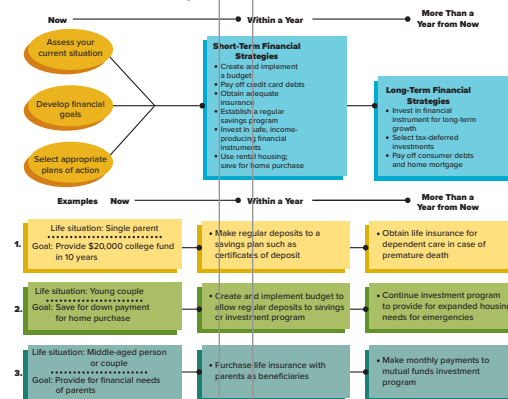 Now
Within a Year
More Than a
Year from Now
Assess your
current situation
Develop financial
goals
Select appropriate
plans of action
Short-Term Financial
Strategies
• Create and implement
a budget
• Pay off credit card debts
• Obtain adequate
insurance
• Establish a regular
savings program
• Invest in safe, income-
producing financial
instruments
• Use rental housing;
save for home purchase
Long-Term Financial
Strategies
• Invest in financial
instrument for long-term
growth
• Select tax-deferred
investments
• Pay off consumer debts
and home mortgage
Examples Now
Within a Year
More Than a
Year from Now
1.
Life situation: Single parent
Goal: Provide $20,000 college fund
in 10 years
• Make regular deposits to a
savings plan such as
certificates of deposit
• Obtain life insurance for
dependent care in case of
premature death
2.
Life situation: Young couple
Goal: Save for down payment
for home purchase
• Create and implement budget to
allow regular deposits to savings
or investment program
• Continue investment program
to provide for expanded housing
needs for emergencies
3.
Life situation: Middle-aged person
or couple
Goal: Provide for financial needs
of parents
• Purchase life insurance with
parents as beneficiaries
• Make monthly payments to
mutual funds investment
program